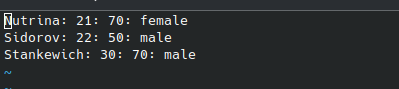 Nutrina: 21: 70: female
Sidorov: 22: 50: male
Stankewich: 30: 70: male
~
~